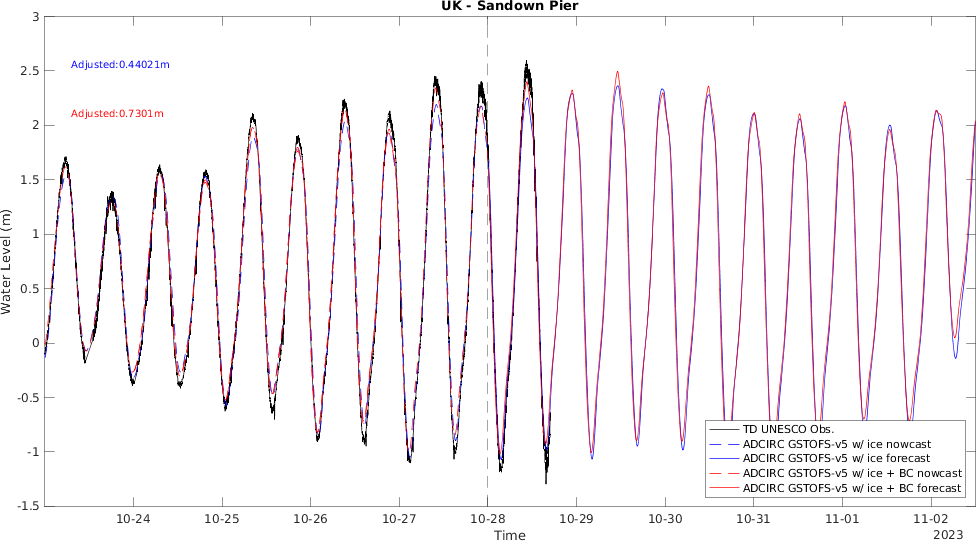 UK - Sandown Pier
3
2.5
2
1.5
1
0.5
0
-0.5
-1
-1.5
Water Level (m)
Adjusted:0.44021m
Adjusted:0.7301m
TD UNESCO Obs.
ADCIRC GSTOFS-v5 w/ ice nowcast
ADCIRC GSTOFS-v5 w/ ice forecast
ADCIRC GSTOFS-v5 w/ ice + BC nowcast
ADCIRC GSTOFS-v5 w/ ice + BC forecast
10-24 10-25 10-26 10-27 10-28 10-29 10-30 10-31 11-01 11-02
Time
2023